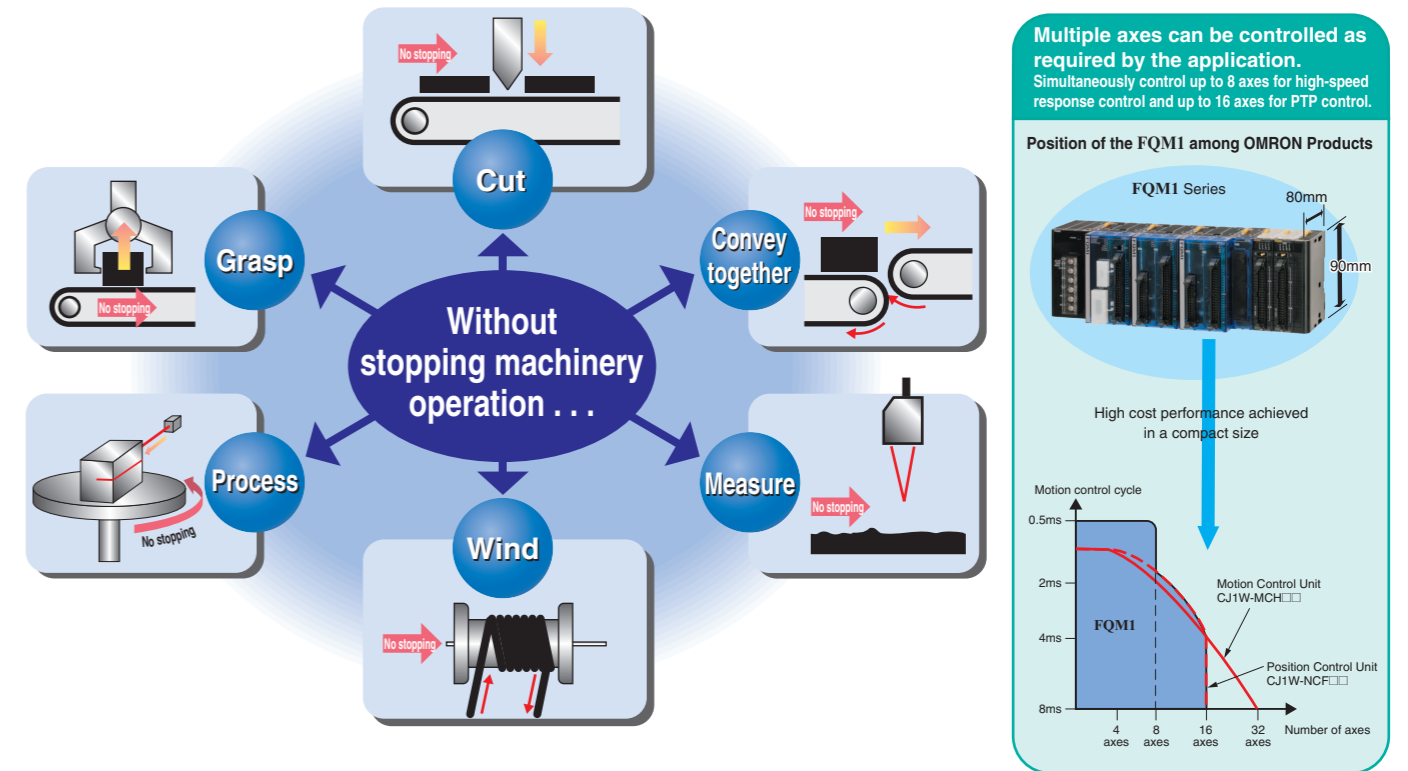 No stopping
Cut
No stopping
Grasp
No stopping
Convey
together
Without
stopping machinery
operation . . .
Process
No stopping
Measure
No stopping
Wind
No stopping
Multiple axes can be controlled as
required by the application.
Simultaneously control up to 8 axes for high-speed
response control and up to 16 axes for PTP control.
Position of the FQM1 among OMRON Products
FQM1 Series
80mm
90mm
High cost performance achieved
in a compact size
Motion control cycle
0.5ms
2ms
4ms
8ms
FQM1
Motion Control Unit
CJ1W-MCH□□
Position Control Unit
CJ1W-NCF□□
4
axes
8
axes
16
axes
32
axes
Number of axes